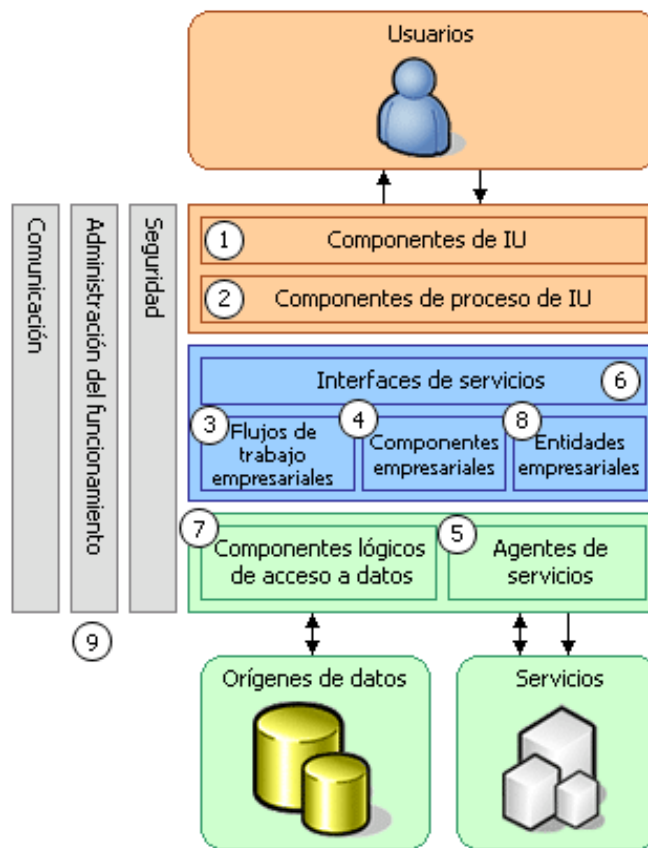 Usuarios
Comunicación
Administración del funcionamiento
Seguridad
1
Componentes de IU
2
Componentes de proceso de IU
Interfaces de servicios
6
3
Flujos de
trabajo
empresariales
4
Componentes
empresariales
8
Entidades
empresariales
7
Componentes lógicos
de acceso a datos
5
Agentes de
servicios
9
Orígenes de datos
Servicios